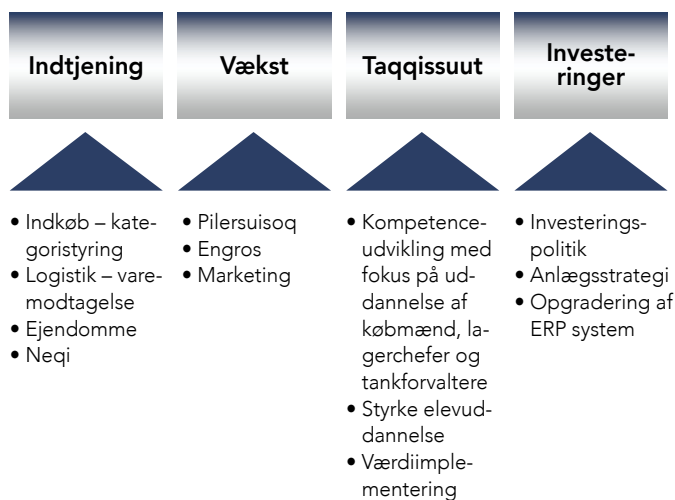 Indtjening
Vækst
Taqqissuut
Investe-
ringer
• Indkøb – kate-
goristyring
• Logistik – vare-
modtagelse
• Ejendomme
• Neqi
• Pilersuisoq
• Engros
• Marketing
• Kompetence-
udvikling med
fokus på ud-
dannelse af
købmænd, la-
gerchefer og
tankforvaltere
• Styrke elevud-
dannelse
• Værdiimple-
mentering
• Investerings-
politik
• Anlægsstrategi
• Opgradering af
ERP system